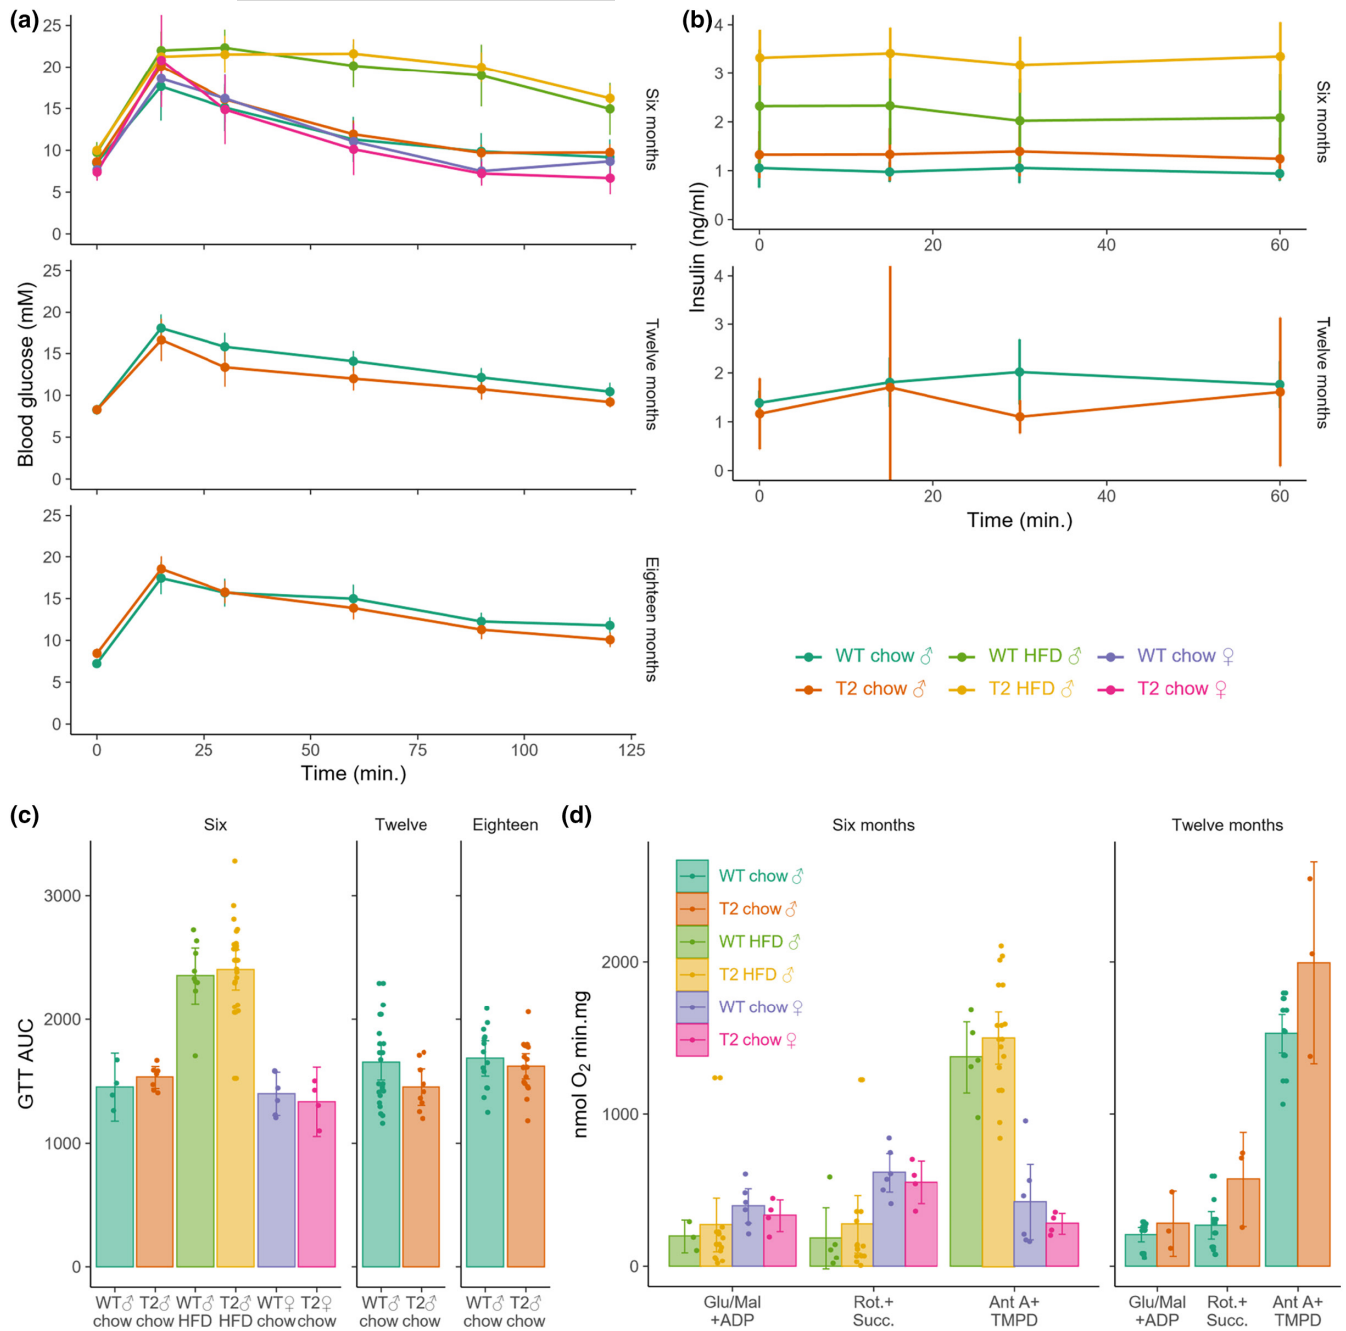 (a)
25
20
15
10
5
0
Six months
25
20
15
10
5
0
Twelve months
Blood glucose (mM)
25
20
15
10
5
0
Eighteen months
0 25 50 75 100 125
Time (min.)
(b)
4
3
2
1
0
Six months
0 20 40 60
Insulin (ng/ml)
4
3
2
1
0
Twelve months
0 20 40 60
Time (min.)
WT chow ♂ WT HFD ♂ WT chow ♀
T2 chow ♂ T2 HFD ♂ T2 chow ♀
(c)
Six Twelve Eighteen
3000
2000
1000
0
GTT AUC
WT♂ T2♂ WT♂ T2♂ WT♀ T2♀ WT♂ T2♂ WT♂ T2♂
chow chow HFD HFD chow chow chow chow chow chow
(d)
Six months Twelve months
WT chow ♂
T2 chow ♂
WT HFD ♂
T2 HFD ♂
WT chow ♀
T2 chow ♀
2000
1000
0
nmol O₂ min.mg
Glu/Mal Rot.+ Ant A+ Glu/Mal Rot.+ Ant A+
+ADP Succ. TMPD +ADP Succ. TMPD